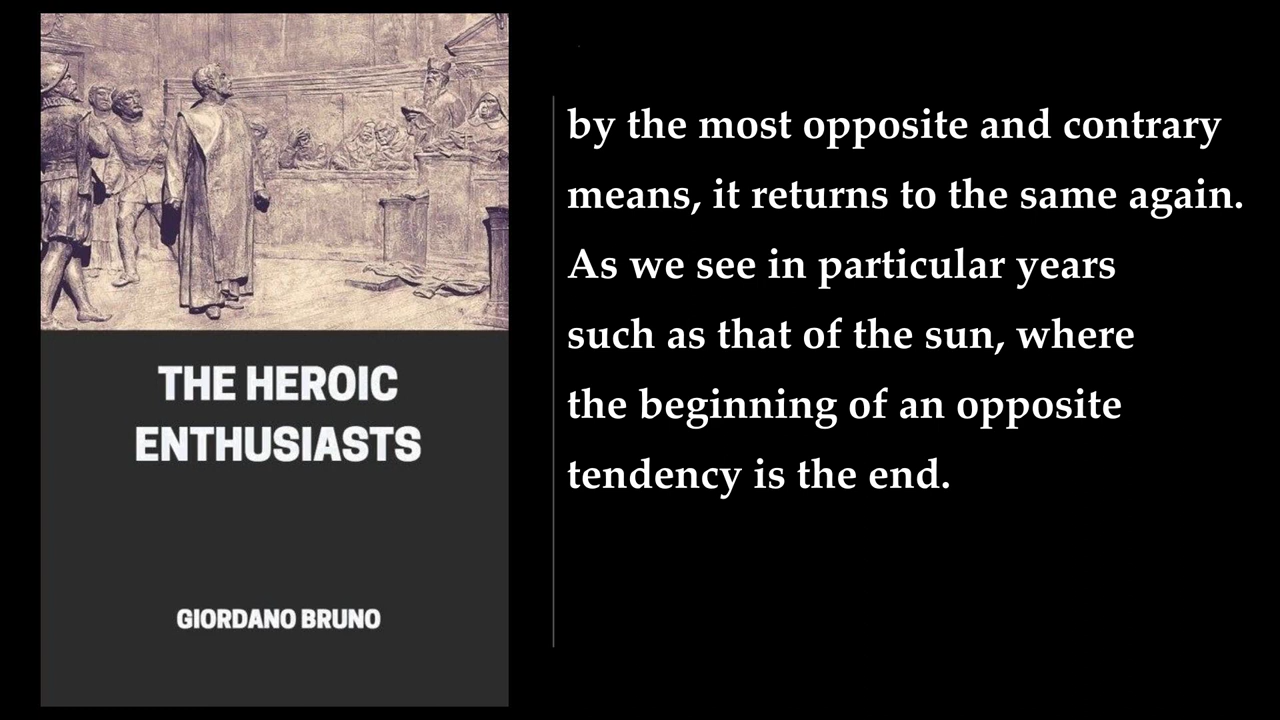 THE HEROIC
ENTHUSIASTS
GIORDANO BRUNO
by the most opposite and contrary
means, it returns to the same again.
As we see in particular years
such as that of the sun, where
the beginning of an opposite
tendency is the end.